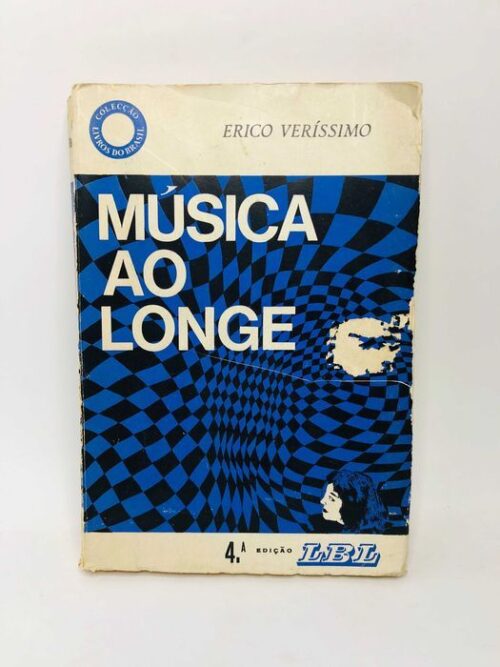 COLECÇÃO
LIVROS DO BRASIL
ERICO VERÍSSIMO
MÚSICA
AO
LONGE
4.ª EDIÇÃO LBL